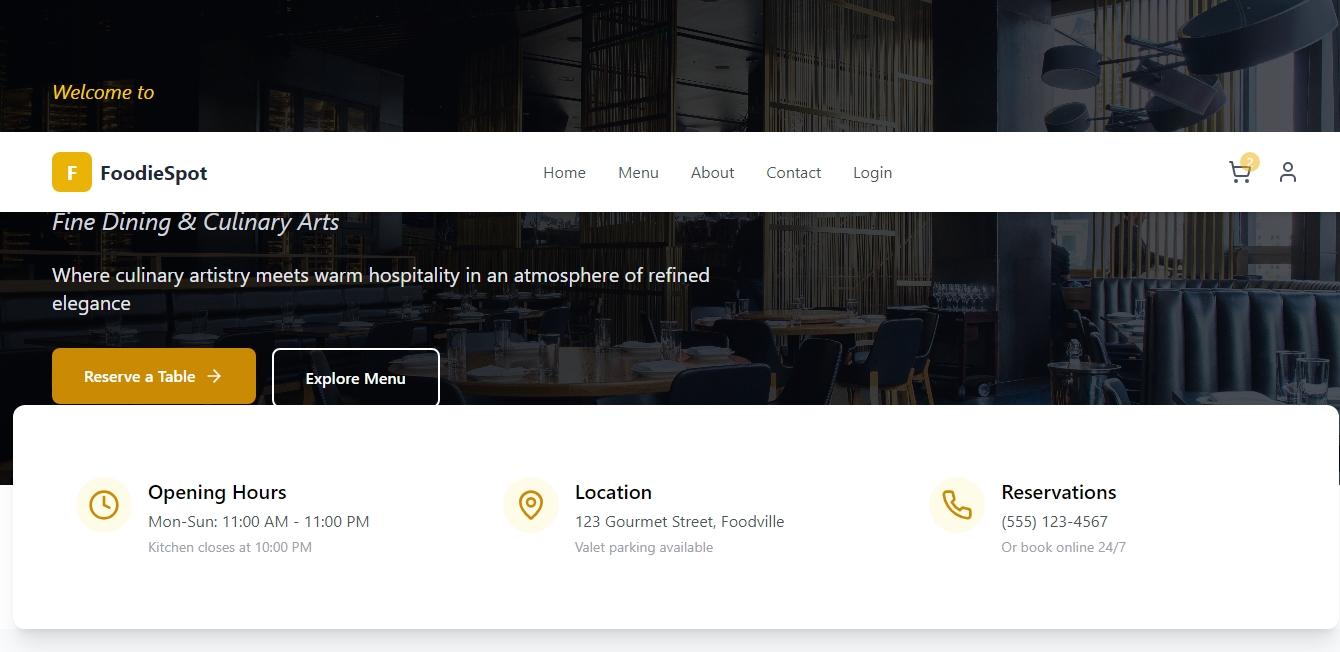 Welcome to
F FoodieSpot Home Menu About Contact Login 2
Fine Dining & Culinary Arts
Where culinary artistry meets warm hospitality in an atmosphere of refined
elegance
Reserve a Table → Explore Menu
Opening Hours
Mon-Sun: 11:00 AM - 11:00 PM
Kitchen closes at 10:00 PM
Location
123 Gourmet Street, Foodville
Valet parking available
Reservations
(555) 123-4567
Or book online 24/7